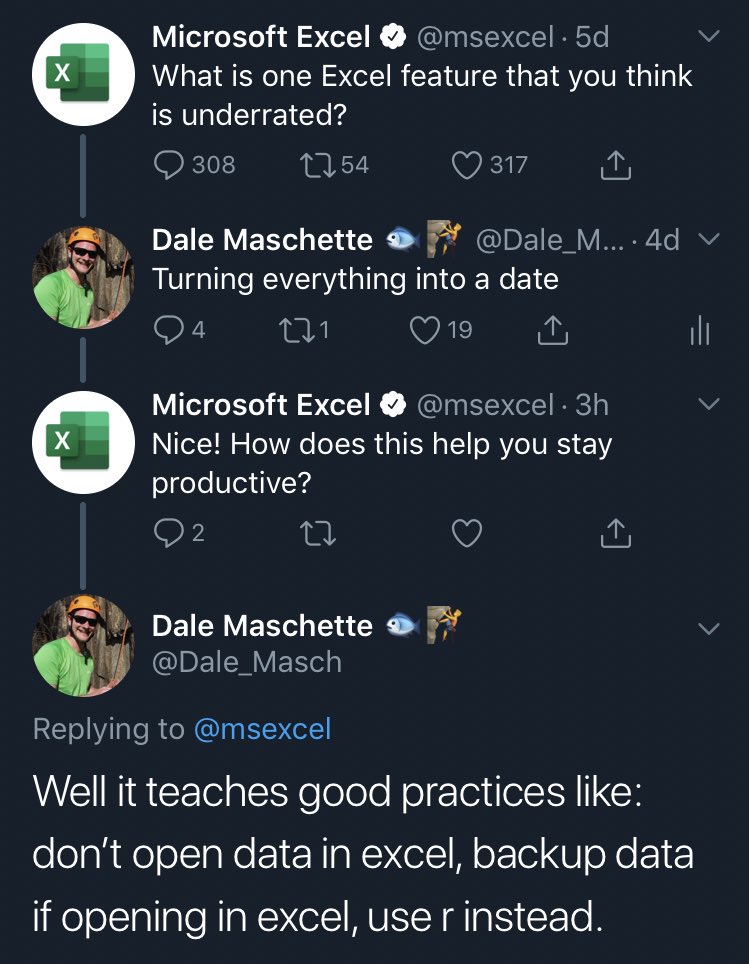 Microsoft Excel @msexcel · 5d
What is one Excel feature that you think
is underrated?
308 54 317
Dale Maschette 🐟🧗 @Dale_M... · 4d
Turning everything into a date
4 1 19
Microsoft Excel @msexcel · 3h
Nice! How does this help you stay
productive?
2
Dale Maschette 🐟🧗
@Dale_Masch
Replying to @msexcel
Well it teaches good practices like:
don’t open data in excel, backup data
if opening in excel, use r instead.